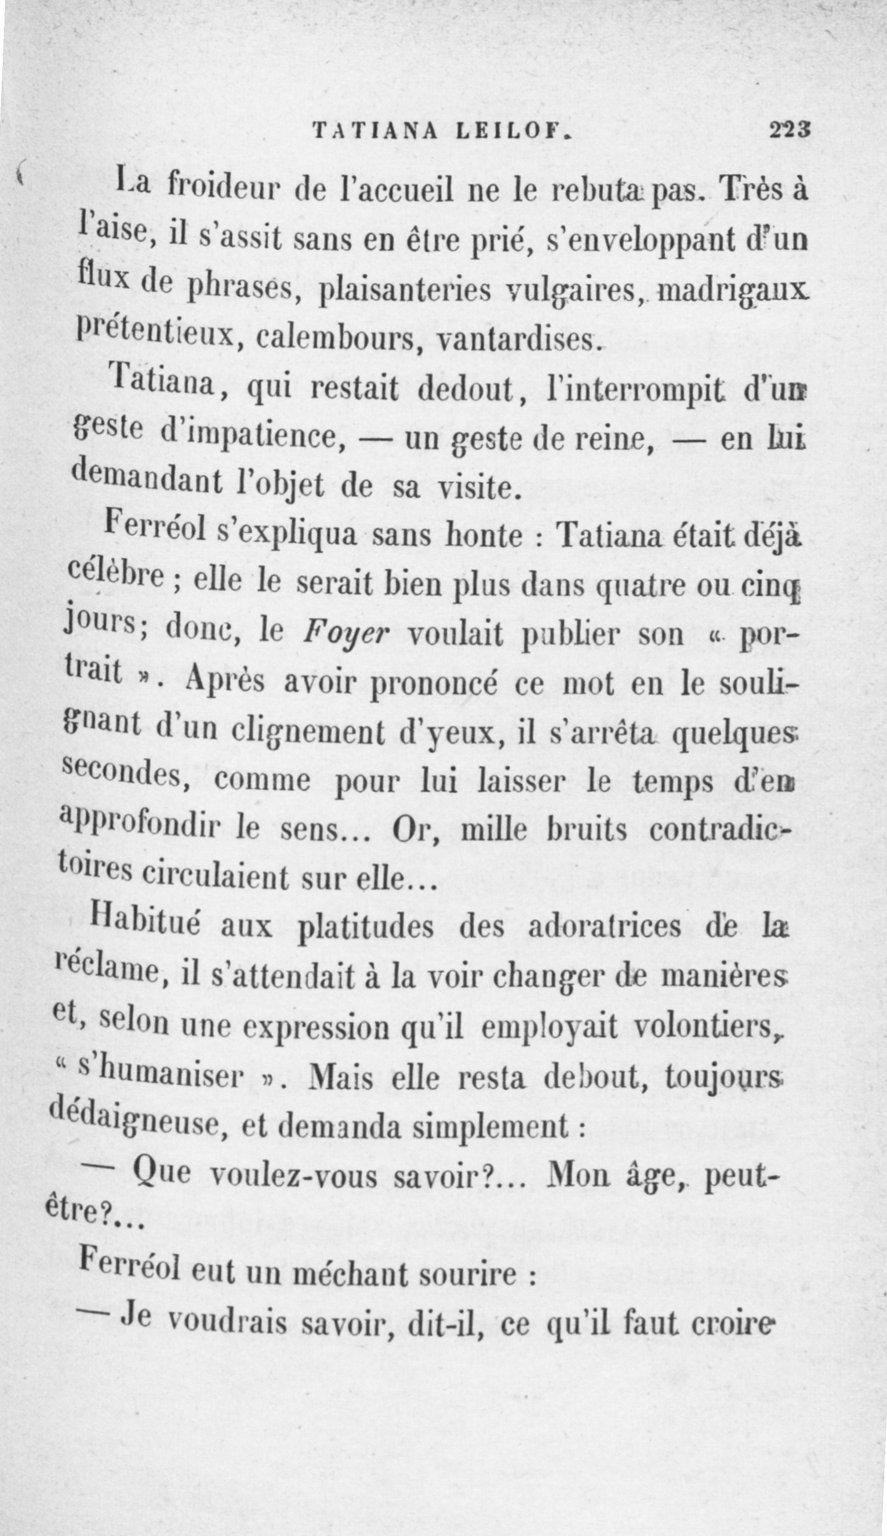 TATIANA LEILOF. 223
La froideur de l'accueil ne le rebuta pas. Très à
l'aise, il s'assit sans en être prié, s'enveloppant d'un
flux de phrases, plaisanteries vulgaires, madrigaux
prétentieux, calembours, vantardises.
Tatiana, qui restait dedout, l'interrompit d'un
geste d'impatience, — un geste de reine, — en lui
demandant l'objet de sa visite.
Ferréol s'expliqua sans honte : Tatiana était déjà
célèbre ; elle le serait bien plus dans quatre ou cinq
jours; donc, le Foyer voulait publier son « por-
trait ». Après avoir prononcé ce mot en le souli-
gnant d'un clignement d'yeux, il s'arrêta quelques
secondes, comme pour lui laisser le temps d'en
approfondir le sens... Or, mille bruits contradic-
toires circulaient sur elle...
Habitué aux platitudes des adoratrices de la
réclame, il s'attendait à la voir changer de manières
et, selon une expression qu'il employait volontiers,
« s'humaniser ». Mais elle resta debout, toujours
dédaigneuse, et demanda simplement :
— Que voulez-vous savoir?... Mon âge, peut-
être?...
Ferréol eut un méchant sourire :
— Je voudrais savoir, dit-il, ce qu'il faut croire